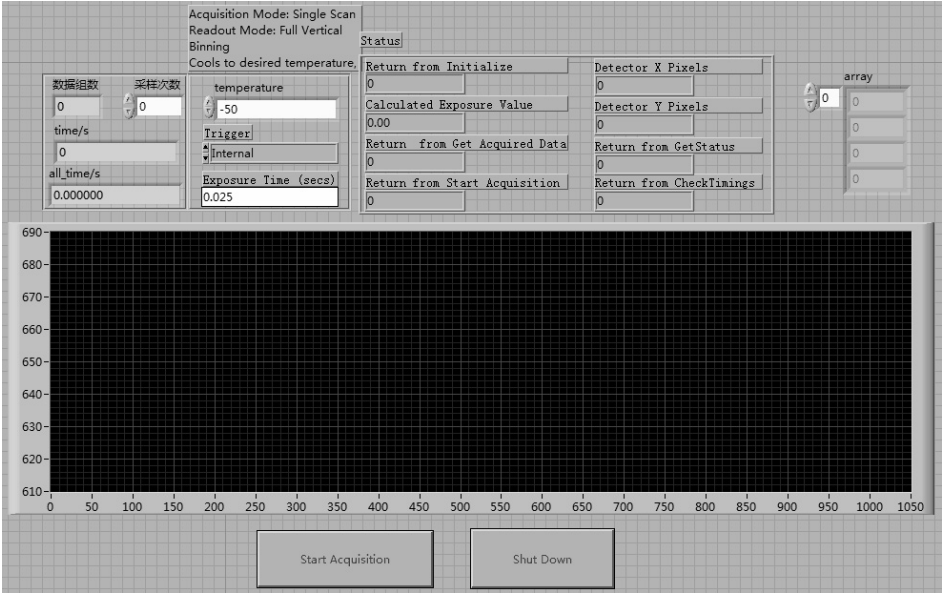 Acquisition Mode: Single Scan
Readout Mode: Full Vertical
Binning
Cools to desired temperature,
Status
数据组数
采样次数
0
0
time/s
0
all_time/s
0.000000
temperature
-50
Trigger
Internal
Exposure Time (secs)
0.025
Return from Initialize
0
Calculated Exposure Value
0.00
Return from Get Acquired Data
0
Return from Start Acquisition
0
Detector X Pixels
0
Detector Y Pixels
0
Return from GetStatus
0
Return from CheckTimings
0
array
0
0
0
0
0
690
680
670
660
650
640
630
620
610
0 50 100 150 200 250 300 350 400 450 500 550 600 650 700 750 800 850 900 950 1000 1050
Start Acquisition
Shut Down